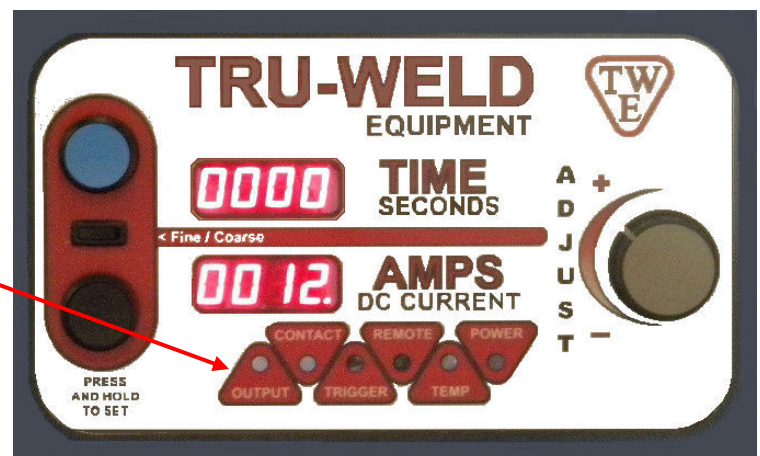 TRU-WELD
EQUIPMENT
TWE
0000
TIME
SECONDS
< Fine / Coarse
0012.
AMPS
DC CURRENT
ADJUST
+
−
CONTACT
REMOTE
POWER
OUTPUT
TRIGGER
TEMP
PRESS
AND HOLD
TO SET